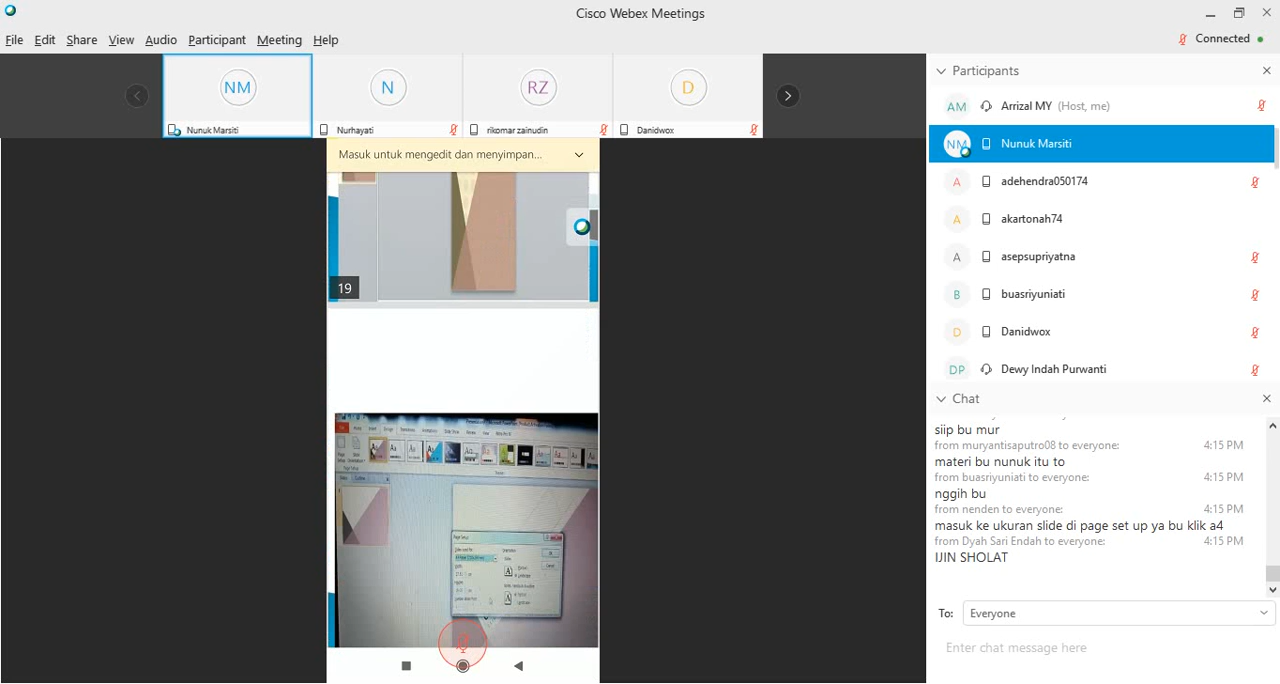 Cisco Webex Meetings
File Edit Share View Audio Participant Meeting Help
Connected
NM
N
RZ
D
Nunuk Marsiti
Nurhayati
rikomar zainudin
Danidwox
Masuk untuk mengedit dan menyimpan...
19
Page Setup
Participants
AM Arrizal MY (Host, me)
NM Nunuk Marsiti
A adehendra050174
A akartonah74
A asepsupriyatna
B buasriyuniati
D Danidwox
DP Dewy Indah Purwanti
Chat
siip bu mur
from muryantisaputro08 to everyone: 4:15 PM
materi bu nunuk itu to
from buasriyuniati to everyone: 4:15 PM
nggih bu
from nenden to everyone: 4:15 PM
masuk ke ukuran slide di page set up ya bu klik a4
from Dyah Sari Endah to everyone: 4:15 PM
IJIN SHOLAT
To: Everyone
Enter chat message here